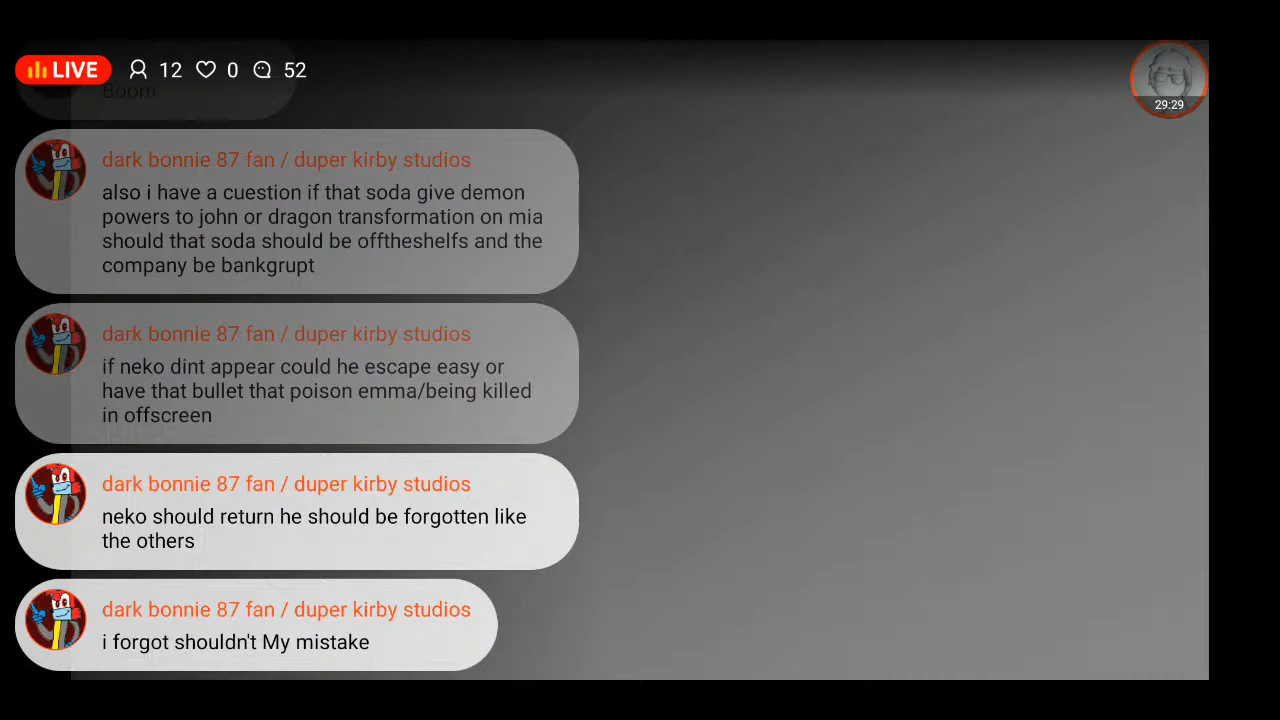 LIVE 12 0 52
29:29
Boom
dark bonnie 87 fan / duper kirby studios
also i have a cuestion if that soda give demon
powers to john or dragon transformation on mia
should that soda should be offtheshelfs and the
company be bankgrupt
dark bonnie 87 fan / duper kirby studios
if neko dint appear could he escape easy or
have that bullet that poison emma/being killed
in offscreen
dark bonnie 87 fan / duper kirby studios
neko should return he should be forgotten like
the others
dark bonnie 87 fan / duper kirby studios
i forgot shouldn't My mistake